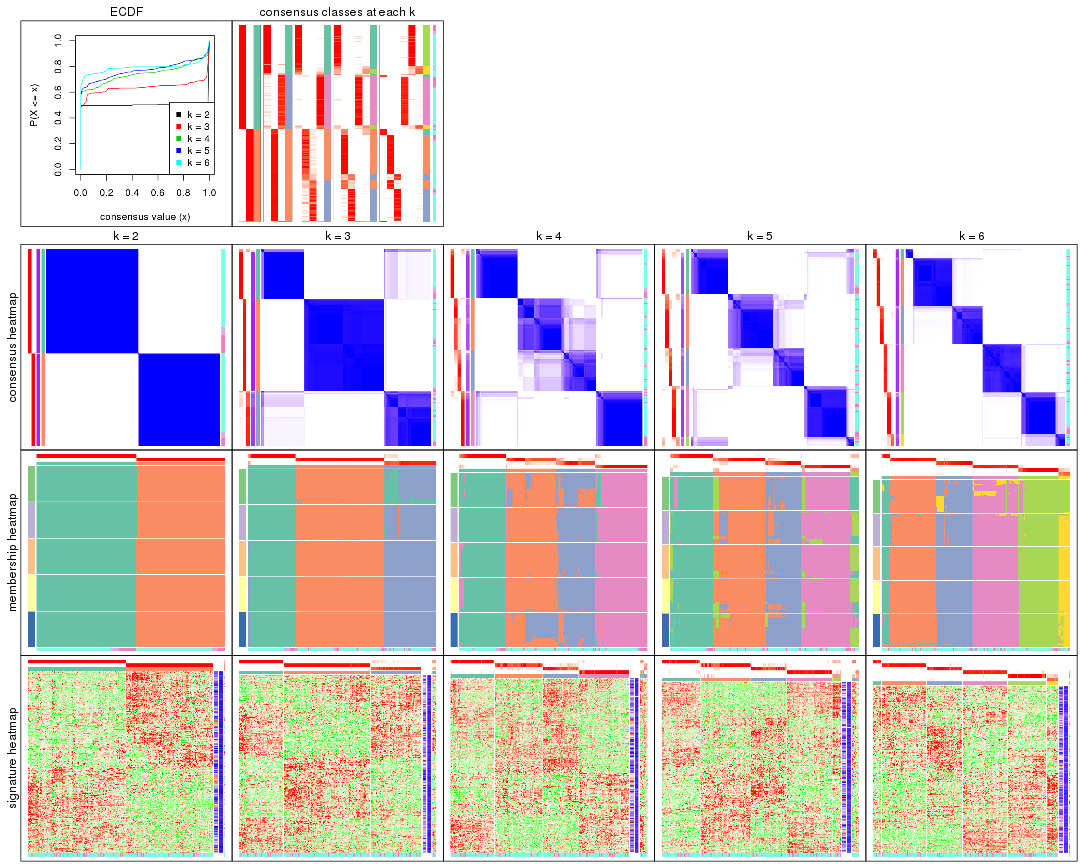 ECDF
consensus classes at each k
P(X <= x)
0.0 0.2 0.4 0.6 0.8 1.0
k = 2
k = 3
k = 4
k = 5
k = 6
0.0 0.2 0.4 0.6 0.8 1.0
consensus value (x)
k = 2 k = 3 k = 4 k = 5 k = 6
consensus heatmap
membership heatmap
signature heatmap